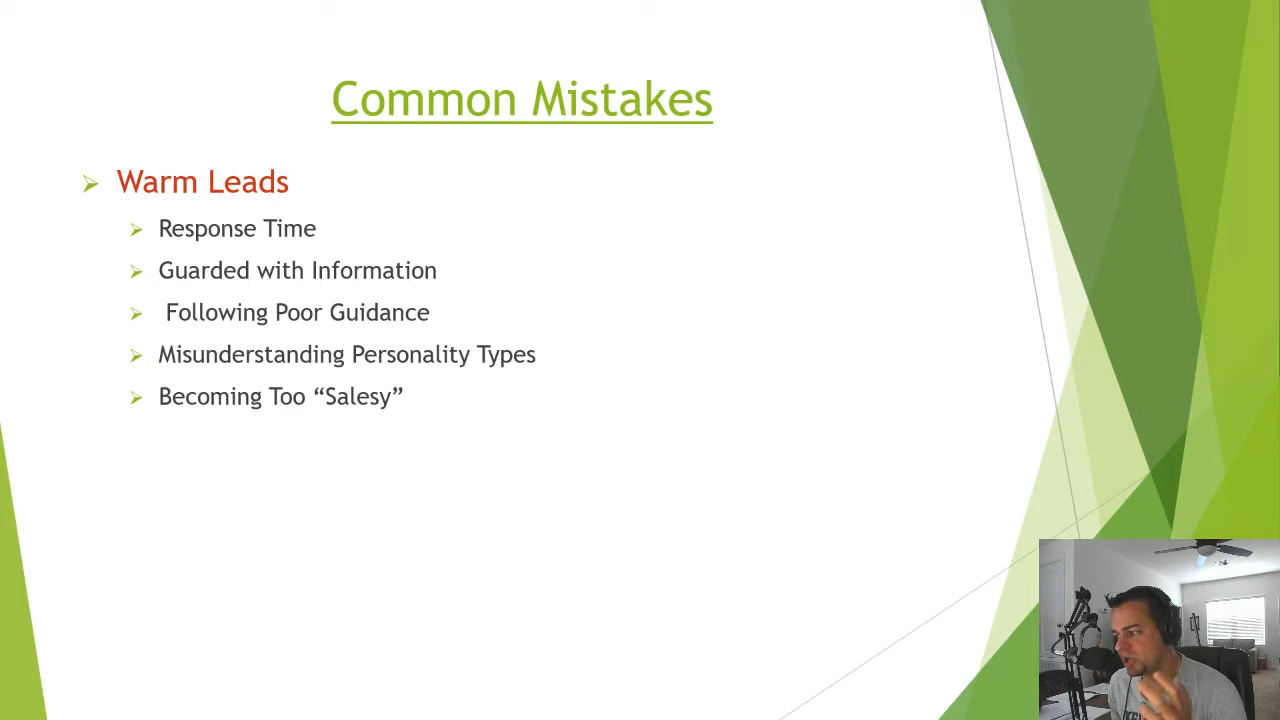 Common Mistakes
Warm Leads
Response Time
Guarded with Information
Following Poor Guidance
Misunderstanding Personality Types
Becoming Too “Salesy”